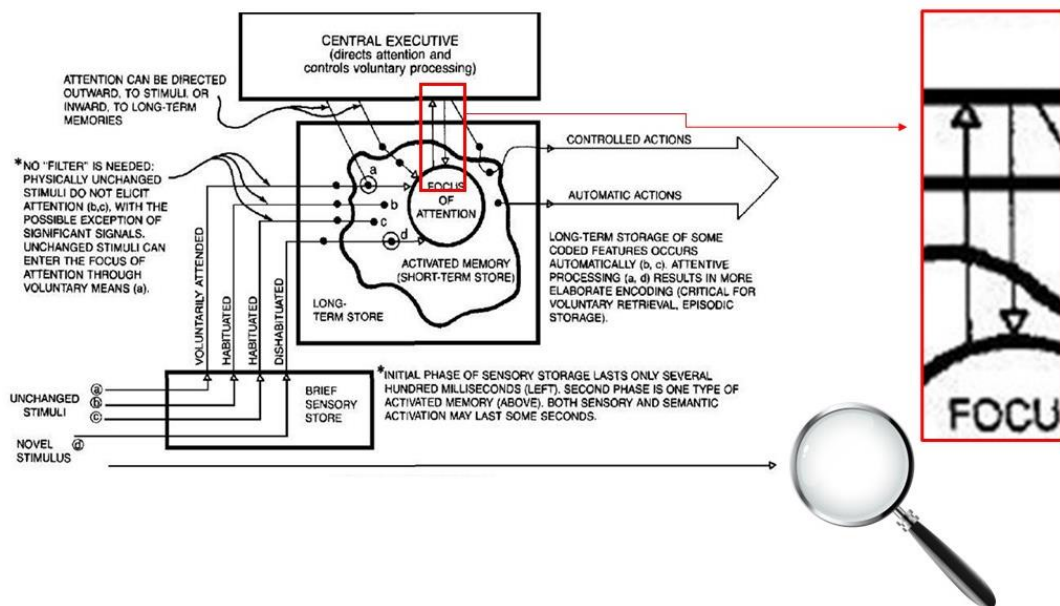 CENTRAL EXECUTIVE
(directs attention and
controls voluntary processing)
ATTENTION CAN BE DIRECTED
OUTWARD, TO STIMULI, OR
INWARD, TO LONG-TERM
MEMORIES
*NO "FILTER" IS NEEDED:
PHYSICALLY UNCHANGED
STIMULI DO NOT ELICIT
ATTENTION (b,c), WITH THE
POSSIBLE EXCEPTION OF
SIGNIFICANT SIGNALS.
UNCHANGED STIMULI CAN
ENTER THE FOCUS OF
ATTENTION THROUGH
VOLUNTARY MEANS (a).
a
b
c
d
FOCUS
OF
ATTENTION
ACTIVATED MEMORY
(SHORT-TERM STORE)
LONG-
TERM STORE
CONTROLLED ACTIONS
AUTOMATIC ACTIONS
LONG-TERM STORAGE OF SOME
CODED FEATURES OCCURS
AUTOMATICALLY (b, c). ATTENTIVE
PROCESSING (a, d) RESULTS IN MORE
ELABORATE ENCODING (CRITICAL FOR
VOLUNTARY RETRIEVAL, EPISODIC
STORAGE).
VOLUNTARILY ATTENDED
HABITUATED
HABITUATED
DISHABITUATED
UNCHANGED
STIMULI
a
b
c
NOVEL
STIMULUS
d
BRIEF
SENSORY
STORE
*INITIAL PHASE OF SENSORY STORAGE LASTS ONLY SEVERAL
HUNDRED MILLISECONDS (LEFT). SECOND PHASE IS ONE TYPE OF
ACTIVATED MEMORY (ABOVE). BOTH SENSORY AND SEMANTIC
ACTIVATION MAY LAST SOME SECONDS.
FOCU